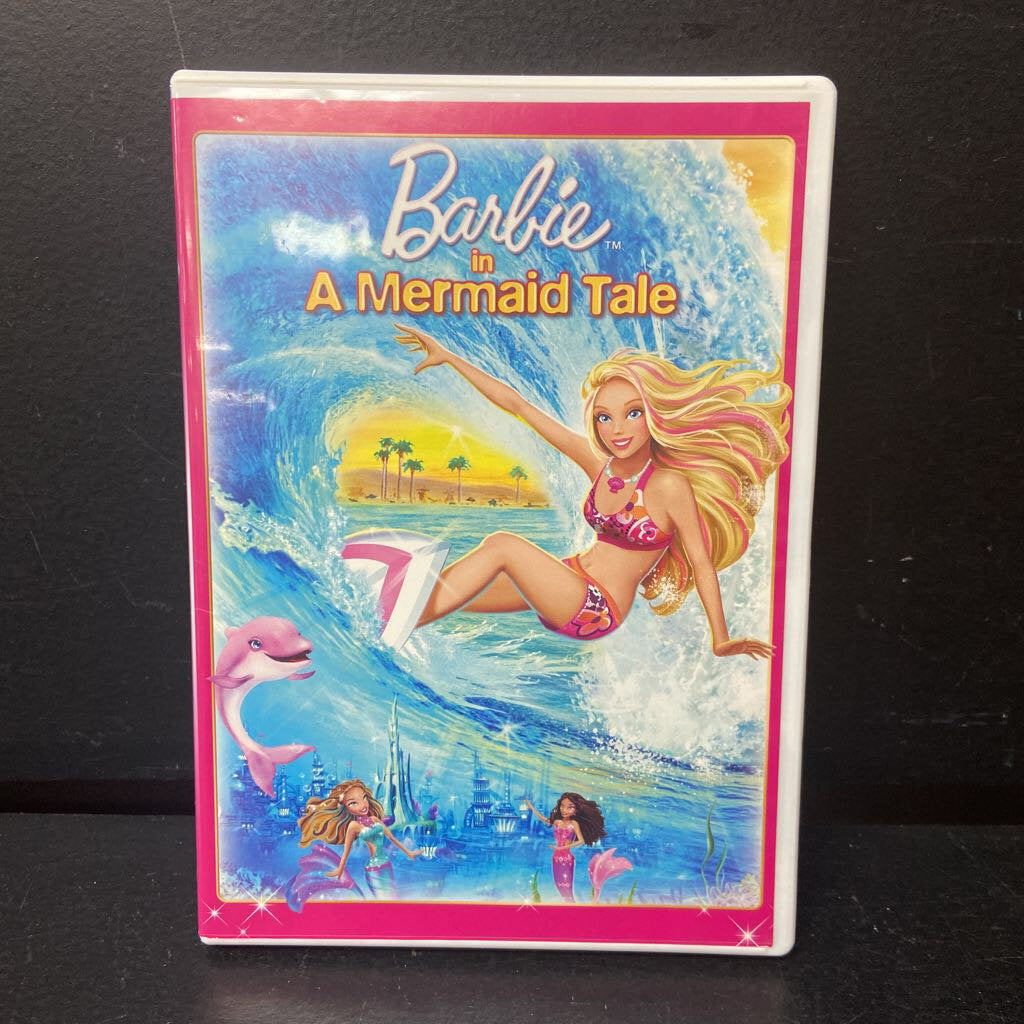 Barbie™
in
A Mermaid Tale